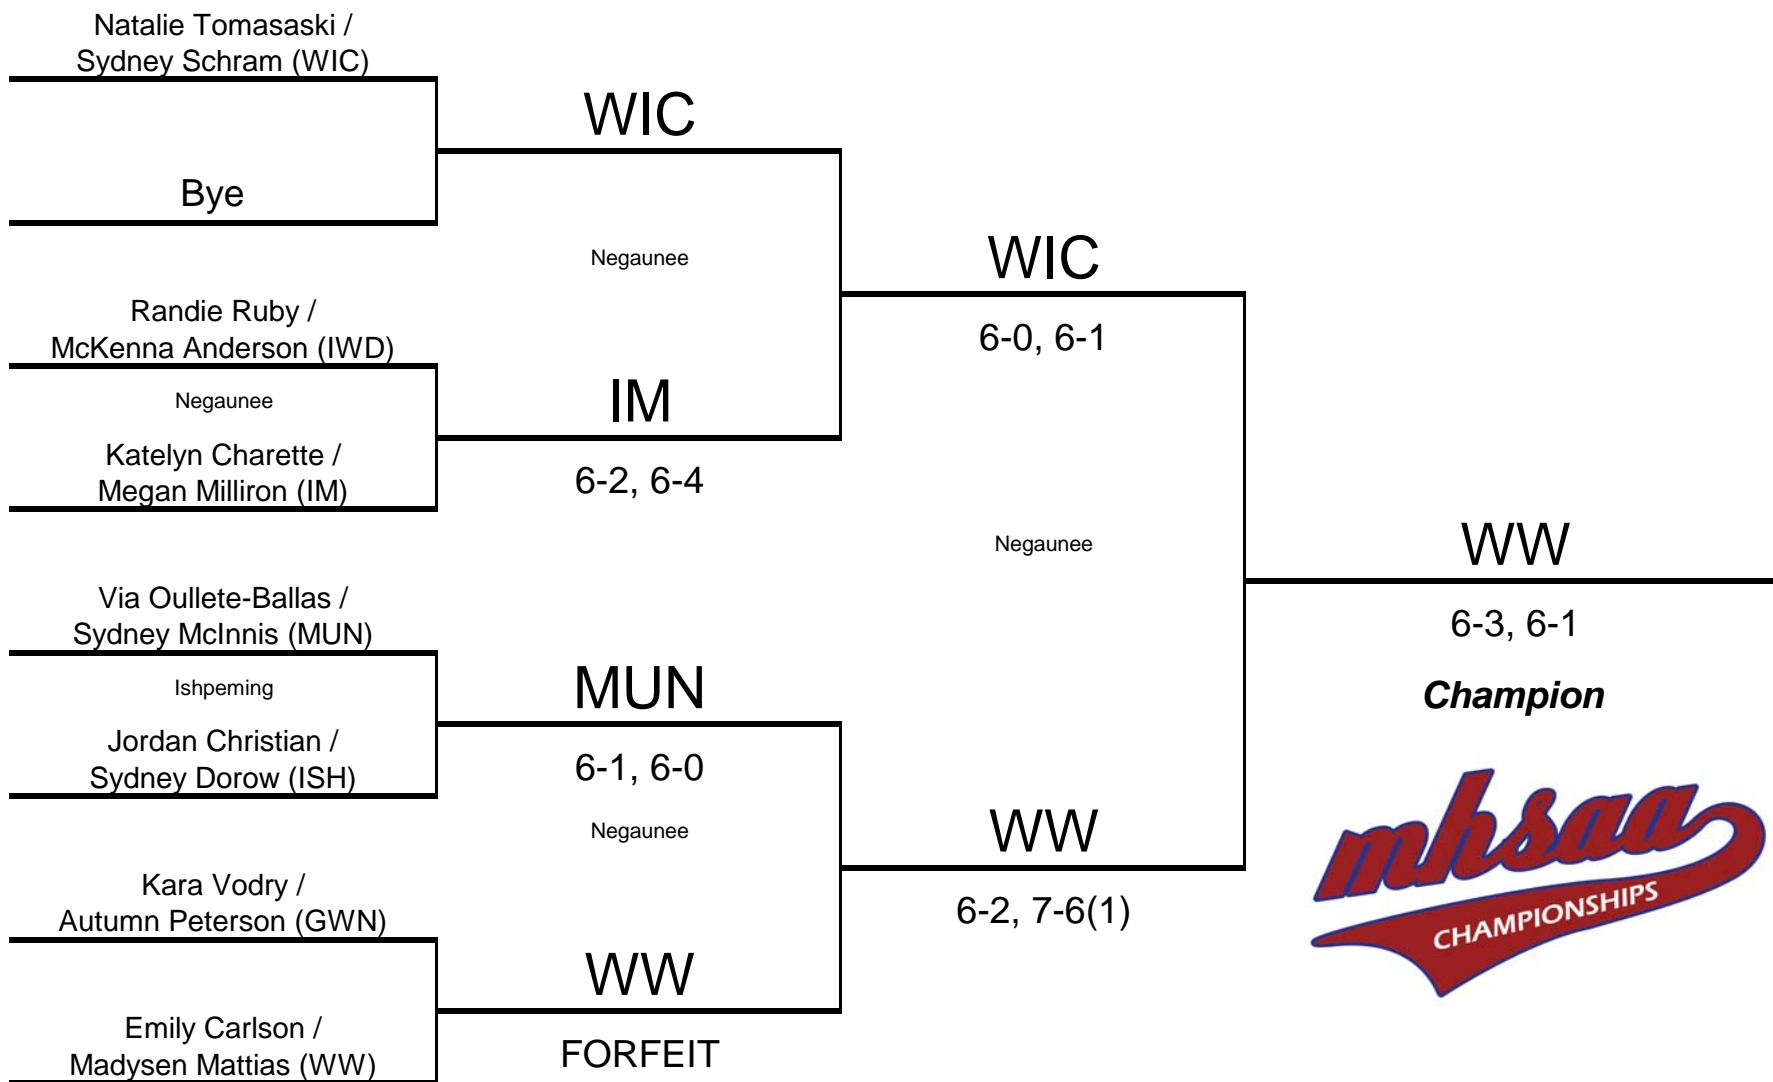 Natalie Tomasaski /
Sydney Schram (WIC)
WIC
Bye
Negaunee
WIC
Randie Ruby /
McKenna Anderson (IWD)
6-0, 6-1
Negaunee
IM
Katelyn Charette /
Megan Milliron (IM)
6-2, 6-4
Negaunee
WW
Via Oullete-Ballas /
Sydney McInnis (MUN)
6-3, 6-1
Ishpeming
MUN
Champion
Jordan Christian /
Sydney Dorow (ISH)
6-1, 6-0
Negaunee
WW
mhsaa
CHAMPIONSHIPS
Kara Vodry /
Autumn Peterson (GWN)
6-2, 7-6(1)
WW
Emily Carlson /
Madysen Mattias (WW)
FORFEIT